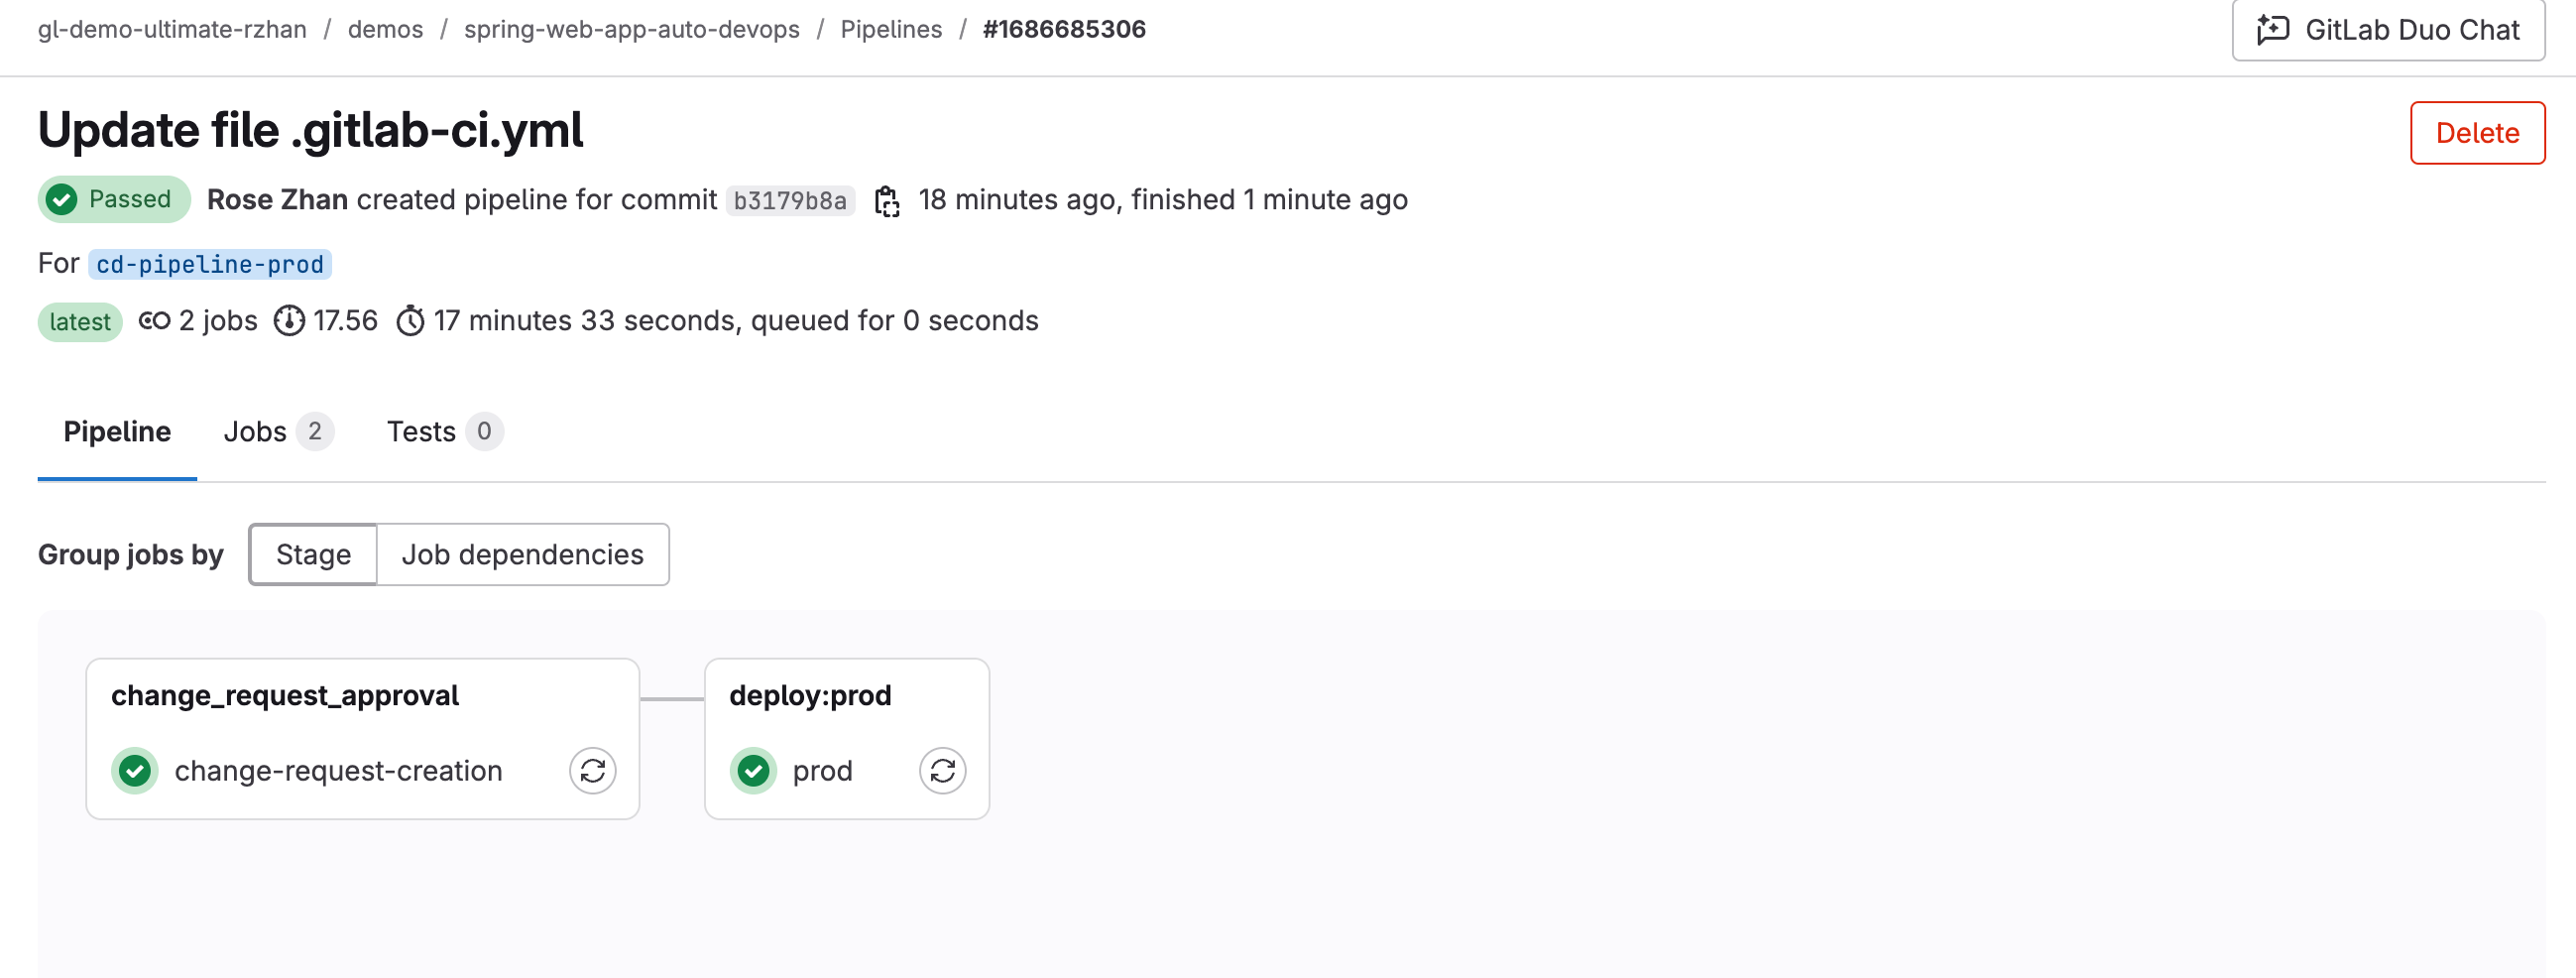 gl-demo-ultimate-rzhan / demos / spring-web-app-auto-devops / Pipelines / #1686685306
GitLab Duo Chat
Update file .gitlab-ci.yml
Delete
Passed Rose Zhan created pipeline for commit b3179b8a 18 minutes ago, finished 1 minute ago
For cd-pipeline-prod
latest 2 jobs 17.56 17 minutes 33 seconds, queued for 0 seconds
Pipeline Jobs 2 Tests 0
Group jobs by Stage Job dependencies
change_request_approval
change-request-creation
deploy:prod
prod